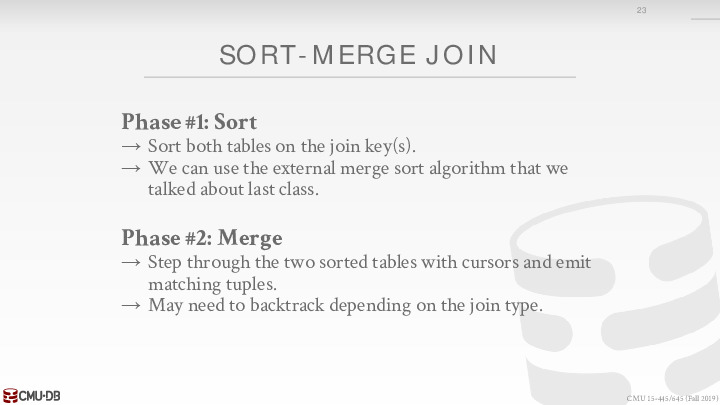 23
SORT-MERGE JOIN
Phase #1: Sort
→ Sort both tables on the join key(s).
→ We can use the external merge sort algorithm that we
talked about last class.
Phase #2: Merge
→ Step through the two sorted tables with cursors and emit
matching tuples.
→ May need to backtrack depending on the join type.
CMU·DB
CMU 15-445/645 (Fall 2019)